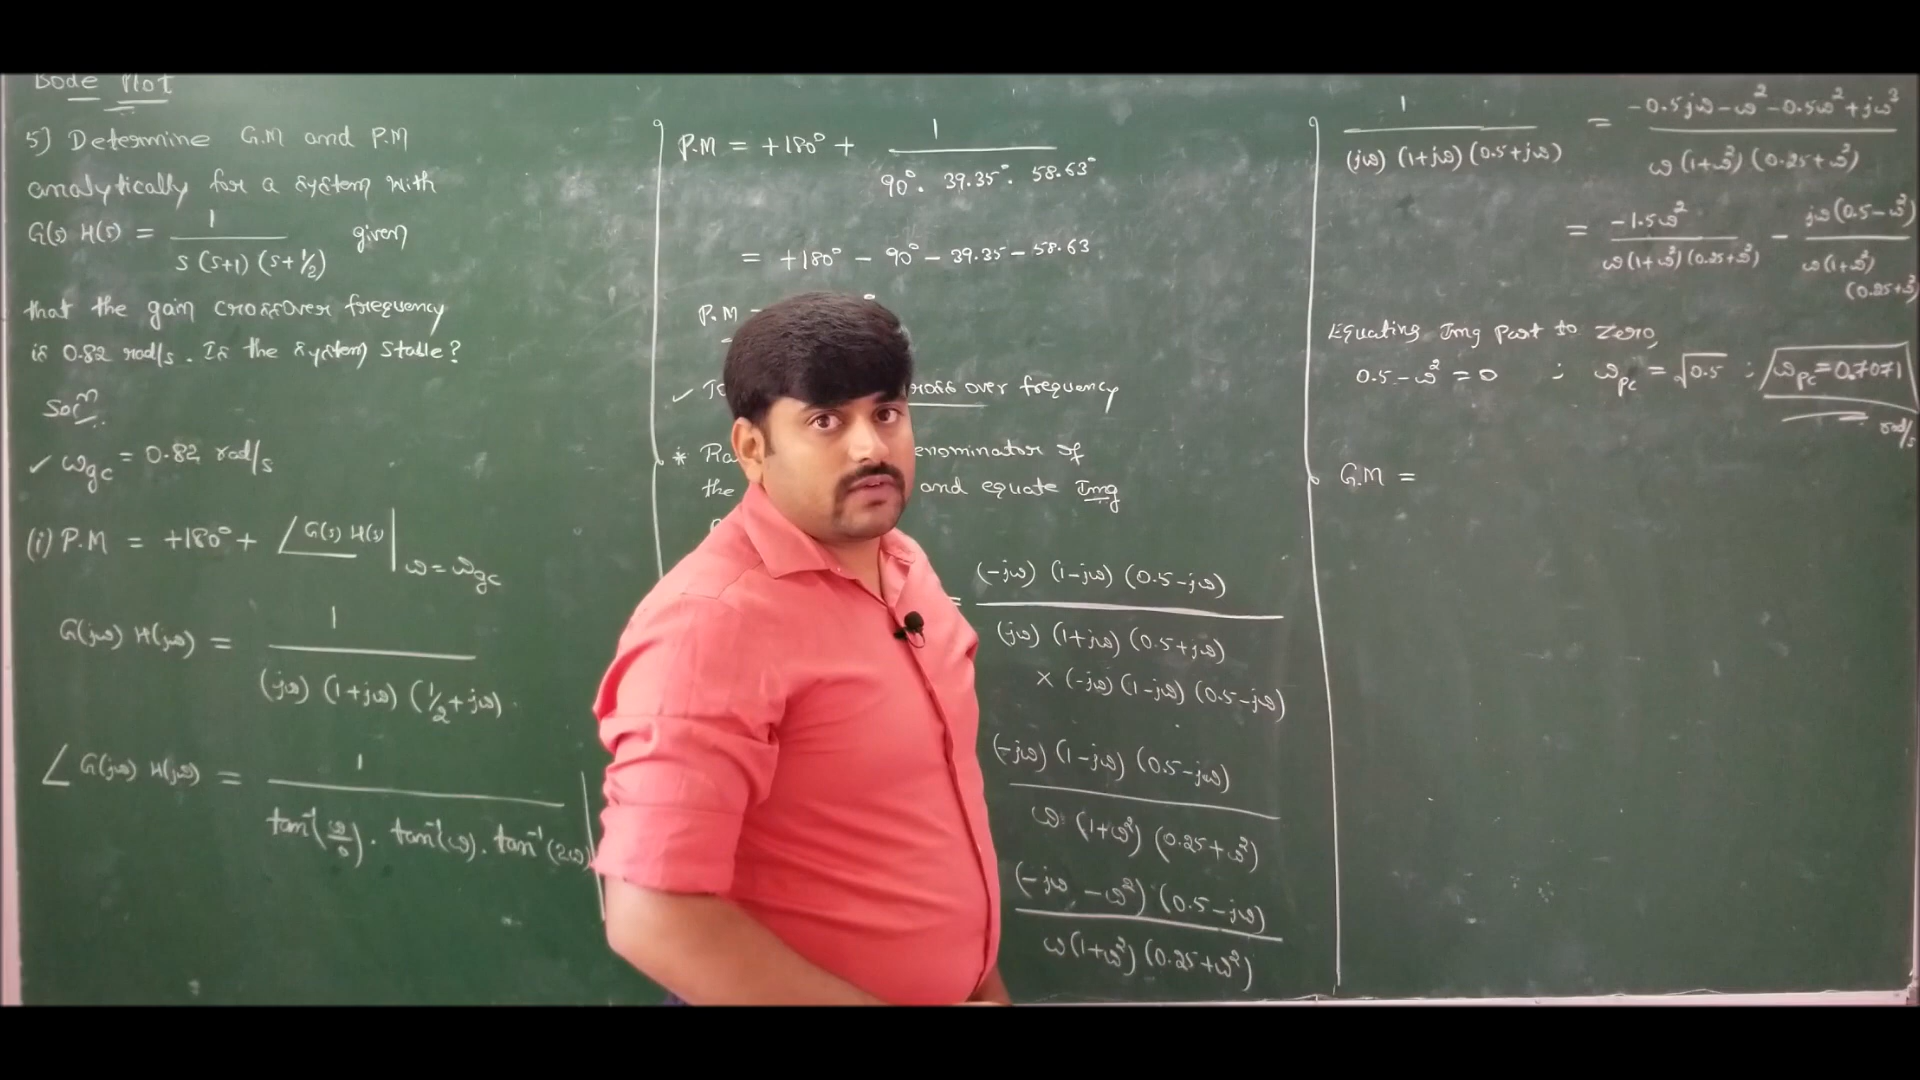 Bode Plot
5) Determine G.M and P.M
analytically for a system with
G(s) H(s) = 1 / s (s+1) (s+1/2) given
that the gain crossover frequency
is 0.82 rad/s. Is the system stable?
Soln
✓ ωgc = 0.82 rad/s
(i) P.M = +180° + ∠G(s) H(s)| ω = ωgc
G(jω) H(jω) = 1 / (jω) (1+jω) (1/2+jω)
∠G(jω) H(jω) = 1 / tan⁻¹(ω/0) . tan⁻¹(ω) . tan⁻¹(2ω)
P.M = +180° + 1 / 90°. 39.35°. 58.63°
= +180° − 90° − 39.35 − 58.63
P.M
✓ over frequency
* enominator of
the and equate Img
= (-jω) (1-jω) (0.5-jω)
(jω) (1+jω) (0.5+jω)
× (-jω) (1-jω) (0.5-jω)
(-jω) (1-jω) (0.5-jω)
ω (1+ω²) (0.25+ω²)
(-jω - ω²) (0.5-jω)
ω(1+ω²) (0.25+ω²)
1 / (jω) (1+jω) (0.5+jω) = -0.5jω-ω²-0.5ω²+jω³ / ω(1+ω²) (0.25+ω²)
= -1.5ω² / ω(1+ω²) (0.25+ω²) - jω(0.5-ω²) / ω(1+ω²) (0.25+ω²)
Equating Img Part to Zero,
0.5-ω² = 0 ; ωpc = √0.5 ; ωpc = 0.7071
rad/s
G.M =